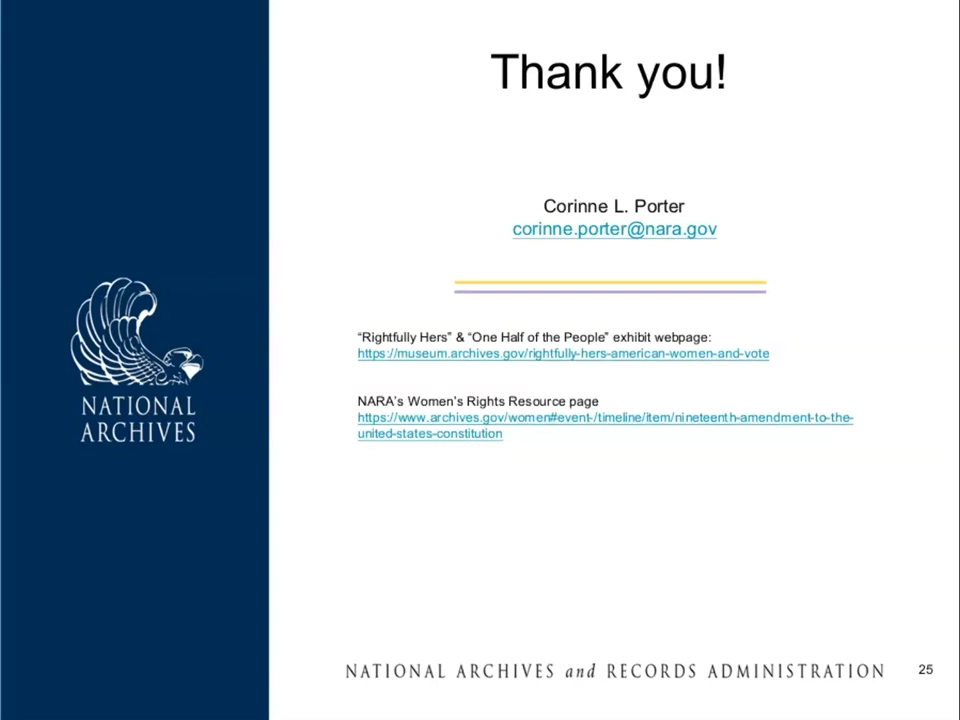 Thank you!
Corinne L. Porter
corinne.porter@nara.gov
“Rightfully Hers” & “One Half of the People” exhibit webpage:
https://museum.archives.gov/rightfully-hers-american-women-and-vote
NARA’s Women’s Rights Resource page
https://www.archives.gov/women#event-/timeline/item/nineteenth-amendment-to-the-
united-states-constitution
NATIONAL
ARCHIVES
NATIONAL ARCHIVES and RECORDS ADMINISTRATION
25